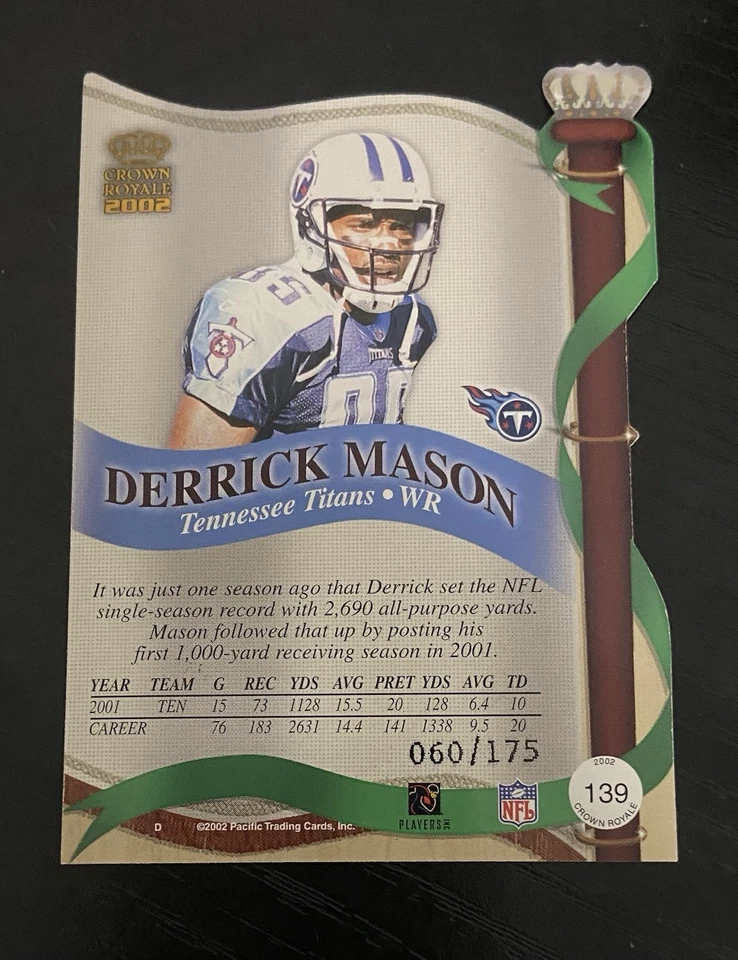 CROWN
ROYALE
2002
85
TITANS
T
DERRICK MASON
Tennessee Titans • WR
It was just one season ago that Derrick set the NFL
single-season record with 2,690 all-purpose yards.
Mason followed that up by posting his
first 1,000-yard receiving season in 2001.
YEAR TEAM G REC YDS AVG PRET YDS AVG TD
2001 TEN 15 73 1128 15.5 20 128 6.4 10
CAREER 76 183 2631 14.4 141 1338 9.5 20
060/175
PLAYERS INC
NFL
2002
139
CROWN ROYALE
D ©2002 Pacific Trading Cards, Inc.